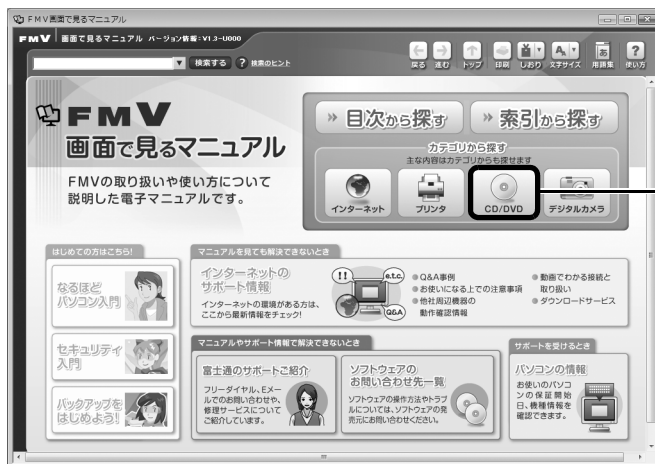 FMV画面で見るマニュアル
FMV 画面で見るマニュアル バージョン情報:V1.3-U000
検索する ? 検索のヒント
戻る 進む トップ 印刷 しおり 文字サイズ 用語集 使い方
FMV
画面で見るマニュアル
FMVの取り扱いや使い方について
説明した電子マニュアルです。
目次から探す
索引から探す
カテゴリから探す
主な内容はカテゴリからも探せます
インターネット プリンタ CD/DVD デジタルカメラ
はじめての方はこちら!
なるほど
パソコン入門
セキュリティ
入門
バックアップを
はじめよう!
マニュアルを見ても解決できないとき
インターネットの
サポート情報
インターネットの環境がある方は、
ここから最新情報をチェック!
!! e.t.c. Q&A
Q&A事例
お使いになる上での注意事項
他社周辺機器の
動作確認情報
動画でわかる接続と
取り扱い
ダウンロードサービス
マニュアルやサポート情報で解決できないとき
富士通のサポートご紹介
フリーダイヤル、Eメー
ルでのお問い合わせや、
修理サービスについて
ご紹介しています。
ソフトウェアの
お問い合わせ先一覧
ソフトウェアの操作方法やトラブ
ルについては、ソフトウェアの発
売元にお問い合わせください。
サポートを受けるとき
パソコンの情報
お使いのパソコ
ンの保証開始
日、機種情報を
確認できます。